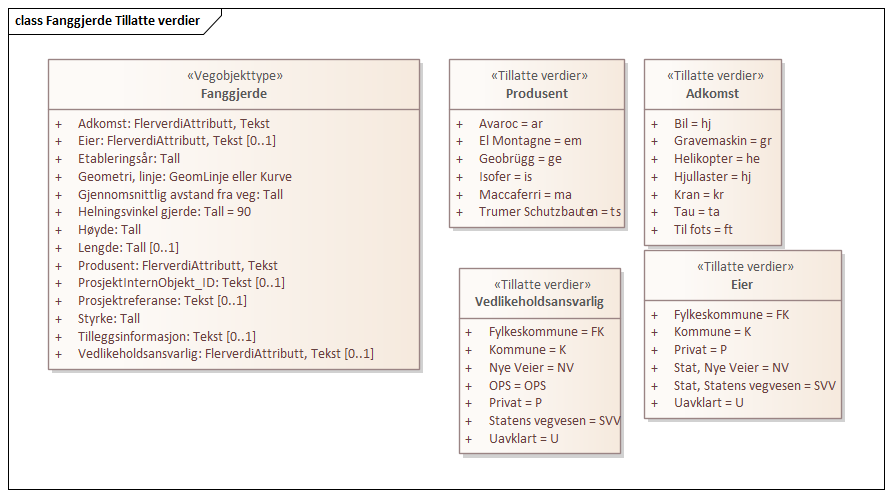 class Fanggjerde Tillatte verdier
«Vegobjekttype»
Fanggjerde
+ Adkomst: FlerverdiAttributt, Tekst
+ Eier: FlerverdiAttributt, Tekst [0..1]
+ Etableringsår: Tall
+ Geometri, linje: GeomLinje eller Kurve
+ Gjennomsnittlig avstand fra veg: Tall
+ Helningsvinkel gjerde: Tall = 90
+ Høyde: Tall
+ Lengde: Tall [0..1]
+ Produsent: FlerverdiAttributt, Tekst
+ ProsjektInternObjekt_ID: Tekst [0..1]
+ Prosjektreferanse: Tekst [0..1]
+ Styrke: Tall
+ Tilleggsinformasjon: Tekst [0..1]
+ Vedlikeholdsansvarlig: FlerverdiAttributt, Tekst [0..1]
«Tillatte verdier»
Produsent
+ Avaroc = ar
+ El Montagne = em
+ Geobrügg = ge
+ Isofer = is
+ Maccaferri = ma
+ Trumer Schutzbauten = ts
«Tillatte verdier»
Adkomst
+ Bil = hj
+ Gravemaskin = gr
+ Helikopter = he
+ Hjullaster = hj
+ Kran = kr
+ Tau = ta
+ Til fots = ft
«Tillatte verdier»
Vedlikeholdsansvarlig
+ Fylkeskommune = FK
+ Kommune = K
+ Nye Veier = NV
+ OPS = OPS
+ Privat = P
+ Statens vegvesen = SVV
+ Uavklart = U
«Tillatte verdier»
Eier
+ Fylkeskommune = FK
+ Kommune = K
+ Privat = P
+ Stat, Nye Veier = NV
+ Stat, Statens vegvesen = SVV
+ Uavklart = U